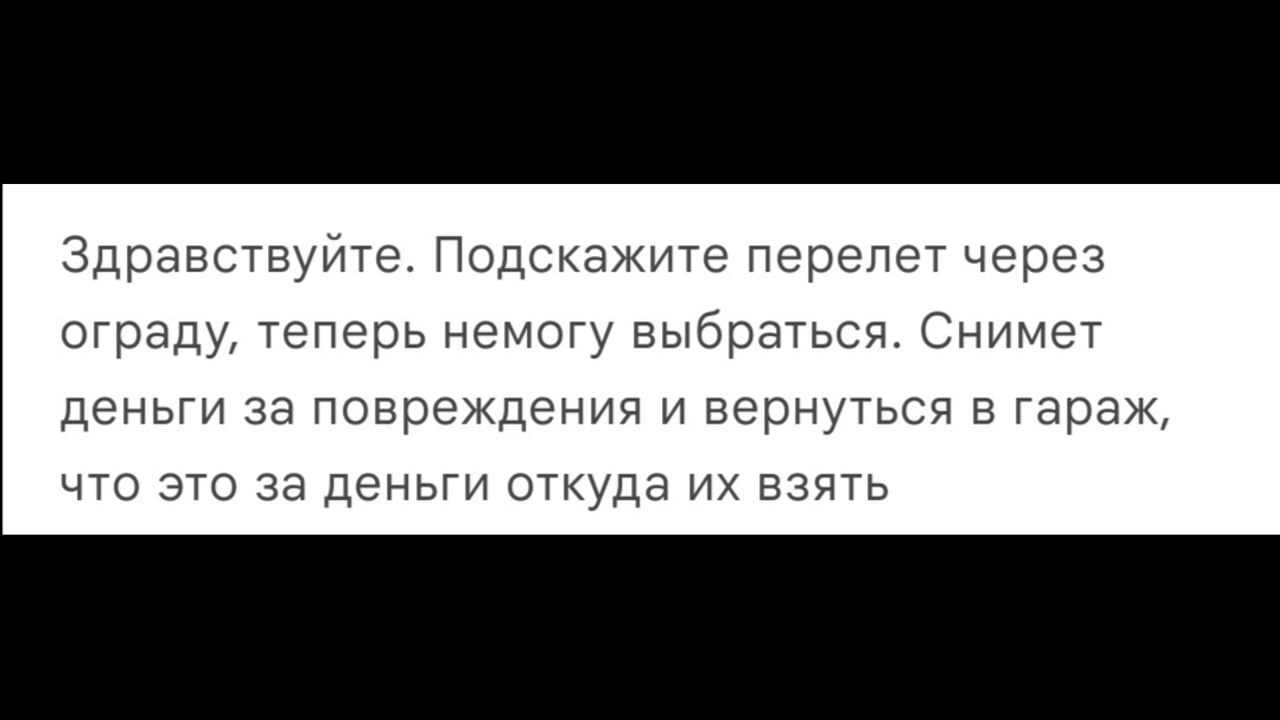 Здравствуйте. Подскажите перелет через
ограду, теперь немогу выбраться. Снимет
деньги за повреждения и вернуться в гараж,
что это за деньги откуда их взять